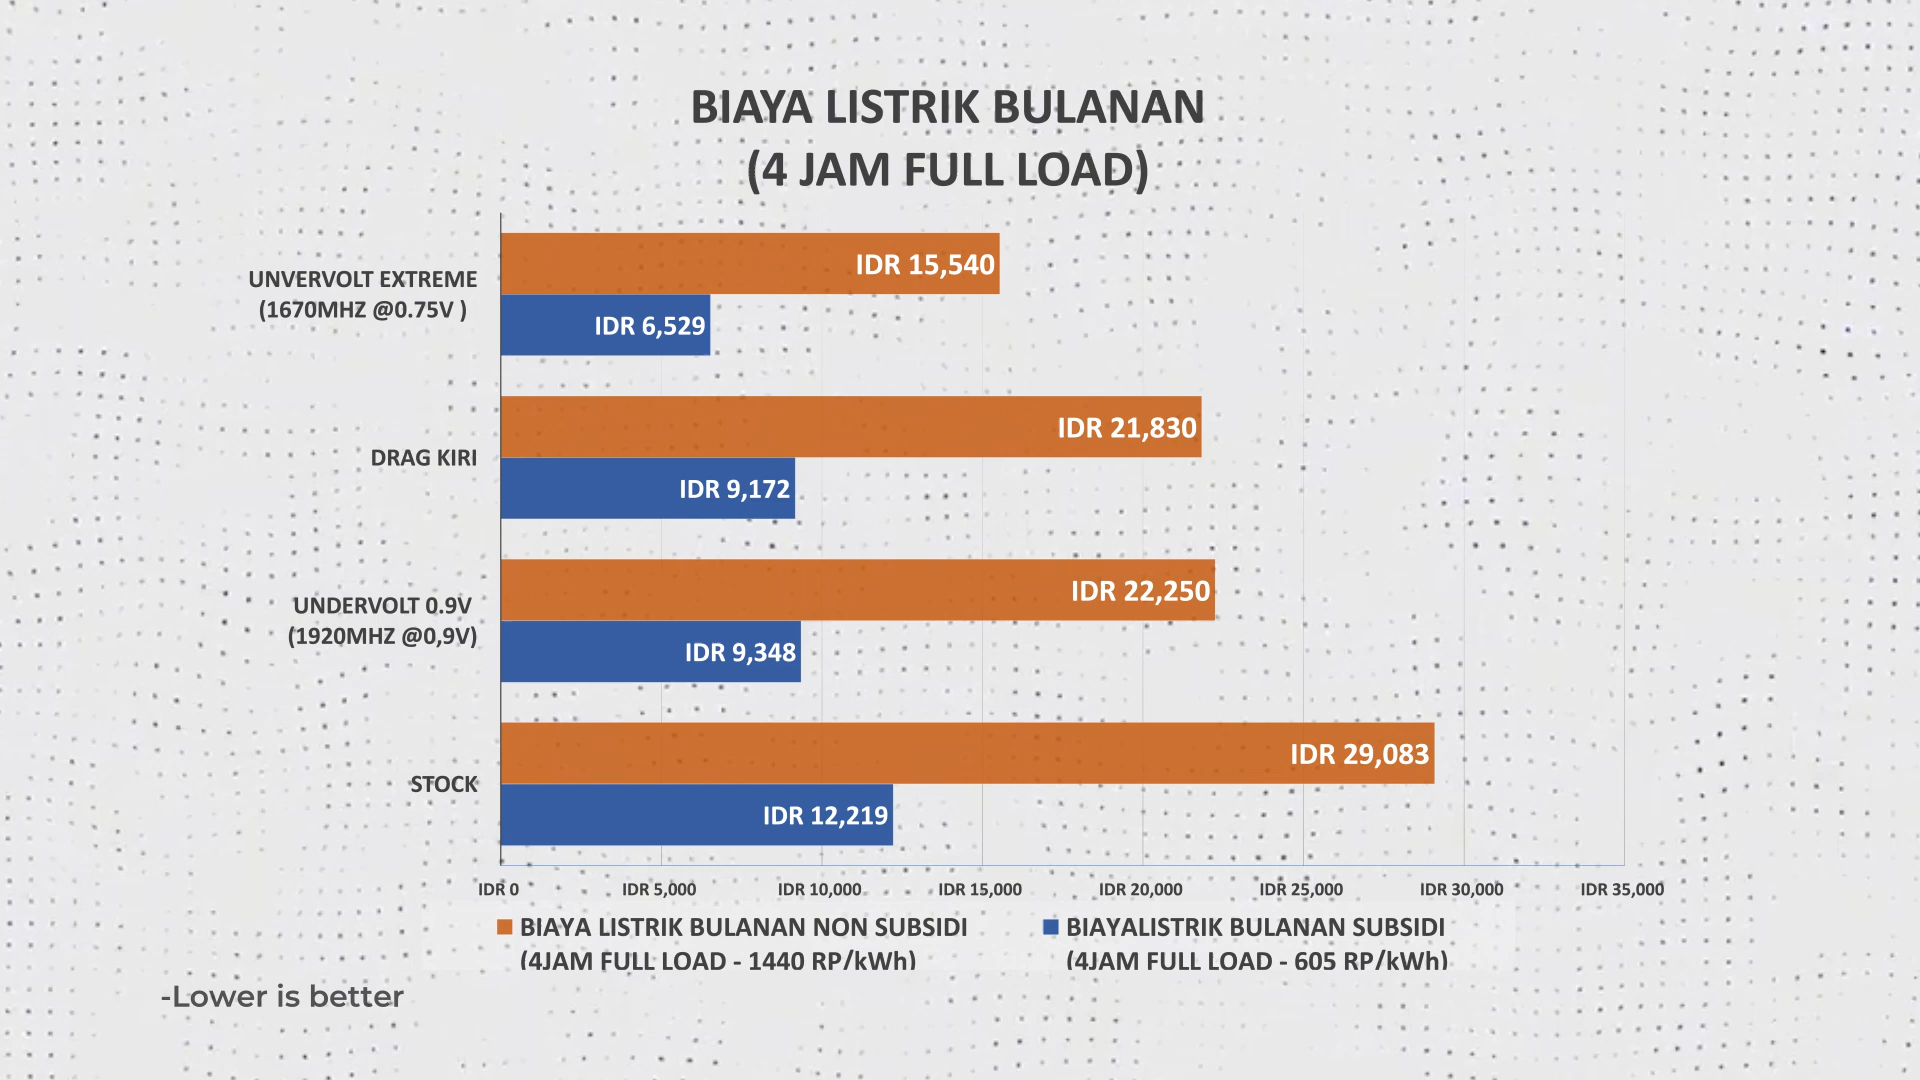 BIAYA LISTRIK BULANAN
(4 JAM FULL LOAD)
UNVERVOLT EXTREME
(1670MHZ @0.75V )
IDR 15,540
IDR 6,529
DRAG KIRI
IDR 21,830
IDR 9,172
UNDERVOLT 0.9V
(1920MHZ @0,9V)
IDR 22,250
IDR 9,348
STOCK
IDR 29,083
IDR 12,219
IDR 0
IDR 5,000
IDR 10,000
IDR 15,000
IDR 20,000
IDR 25,000
IDR 30,000
IDR 35,000
BIAYA LISTRIK BULANAN NON SUBSIDI
(4JAM FULL LOAD - 1440 RP/kWh)
BIAYALISTRIK BULANAN SUBSIDI
(4JAM FULL LOAD - 605 RP/kWh)
-Lower is better